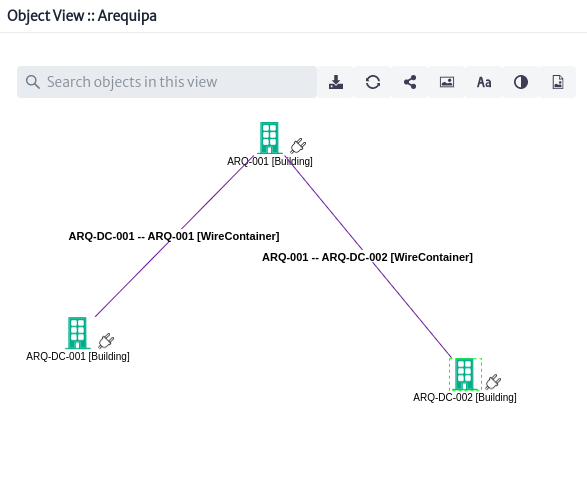 Object View :: Arequipa
Search objects in this view
Aa
ARQ-001 [Building]
ARQ-DC-001 -- ARQ-001 [WireContainer]
ARQ-001 -- ARQ-DC-002 [WireContainer]
ARQ-DC-001 [Building]
ARQ-DC-002 [Building]